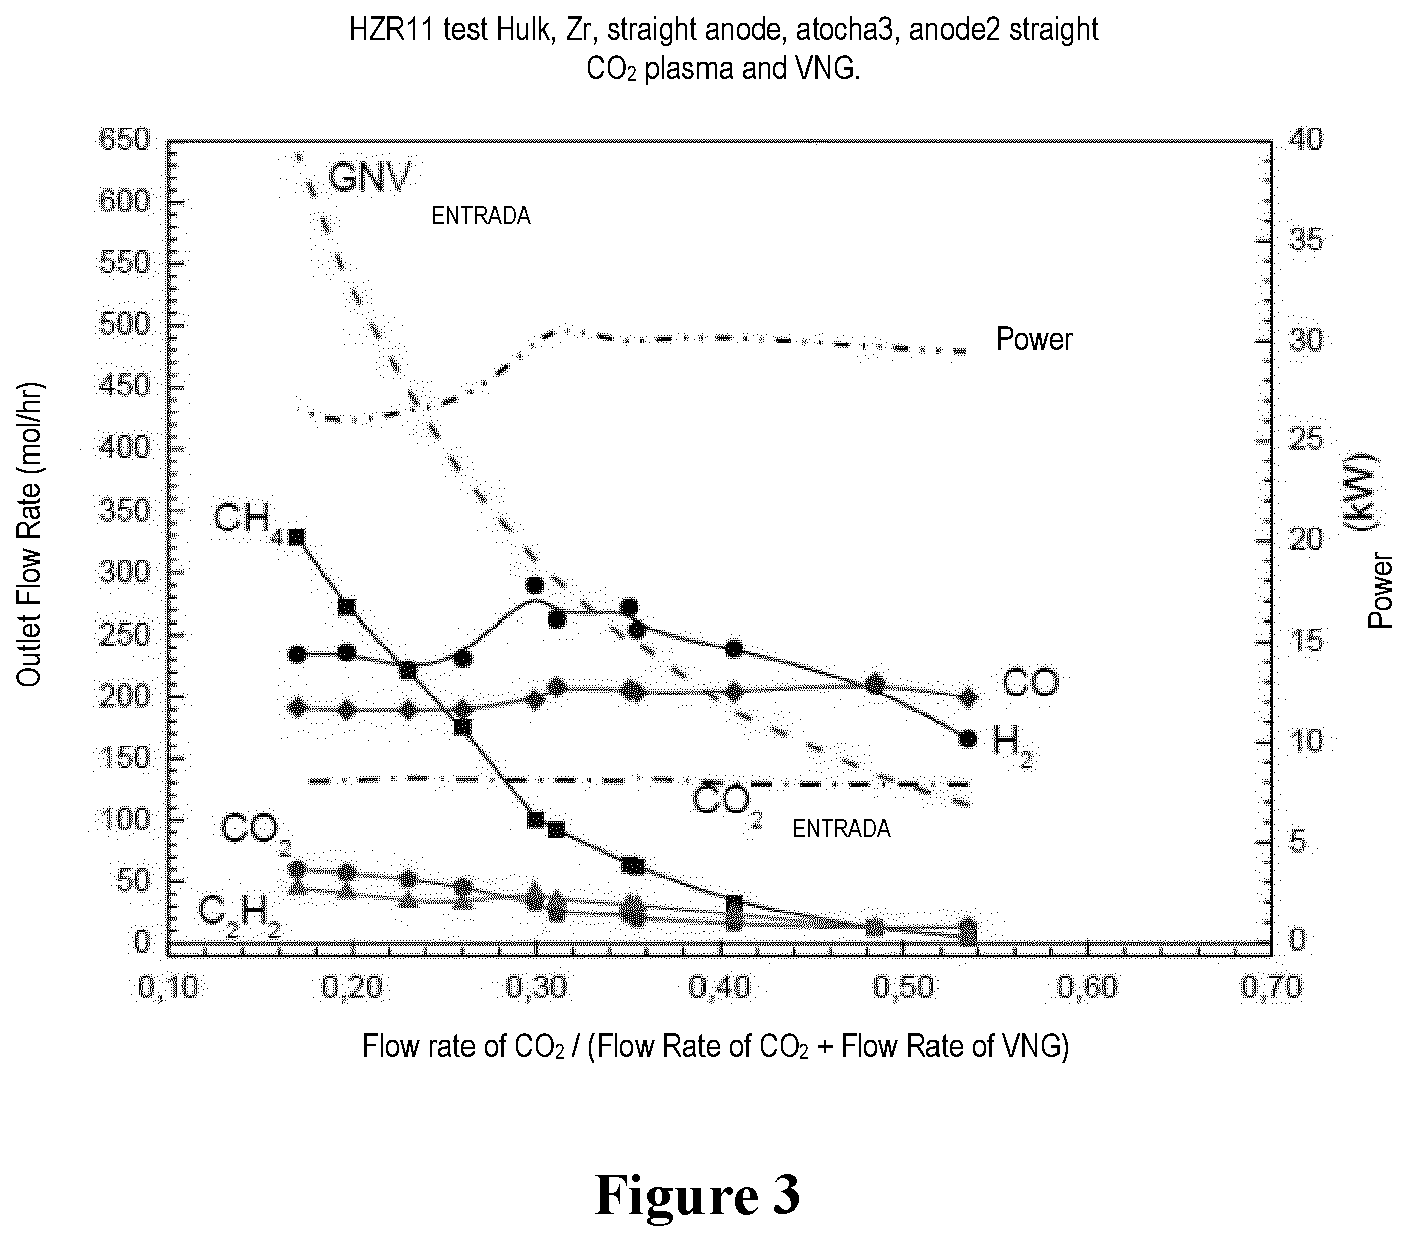 HZR11 test Hulk, Zr, straight anode, atocha3, anode2 straight
CO₂ plasma and VNG.
650
600
550
500
450
400
350
300
250
200
150
100
50
0
Outlet Flow Rate (mol/hr)
GNV
ENTRADA
Power
CH₄
CO
H₂
CO₂
ENTRADA
CO₂
C₂H₂
40
35
30
25
20
15
10
5
0
Power (kW)
0,10 0,20 0,30 0,40 0,50 0,60 0,70
Flow rate of CO₂ / (Flow Rate of CO₂ + Flow Rate of VNG)
Figure 3